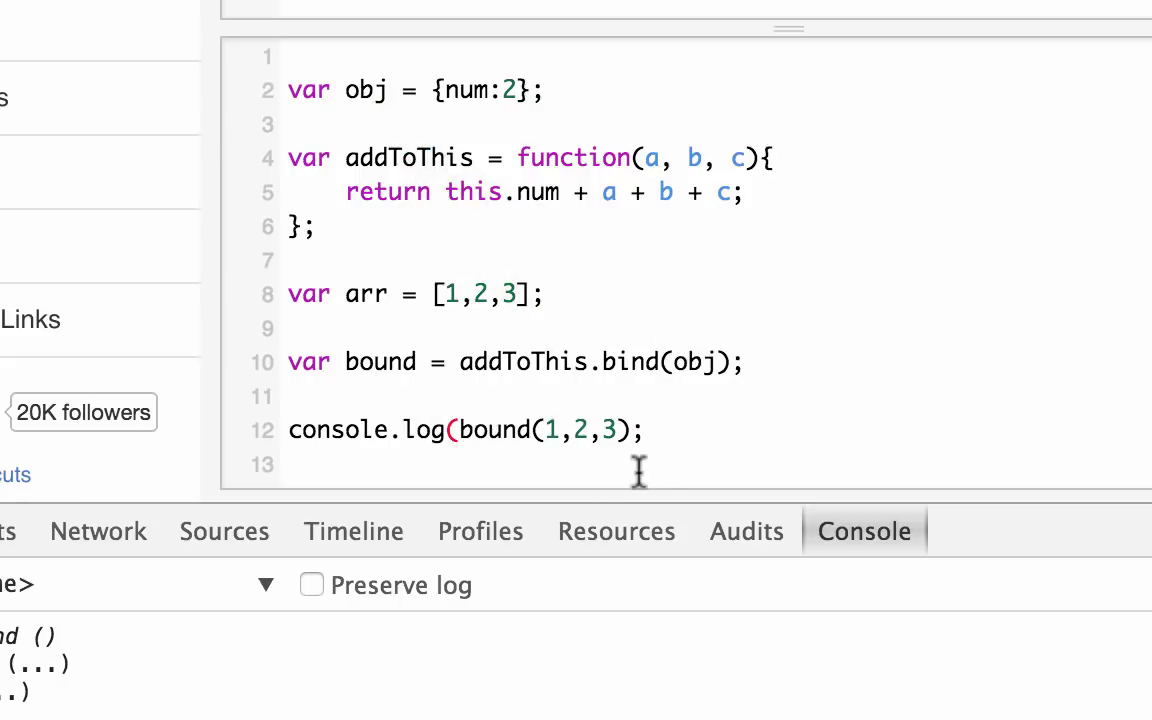 1
2 var obj = {num:2};
3
4 var addToThis = function(a, b, c){
5 return this.num + a + b + c;
6 };
7
8 var arr = [1,2,3];
9
10 var bound = addToThis.bind(obj);
11
12 console.log(bound(1,2,3);
13
s
Links
20K followers
cuts
ts Network Sources Timeline Profiles Resources Audits Console
ne> ▼ Preserve log
nd ()
(...)
..)